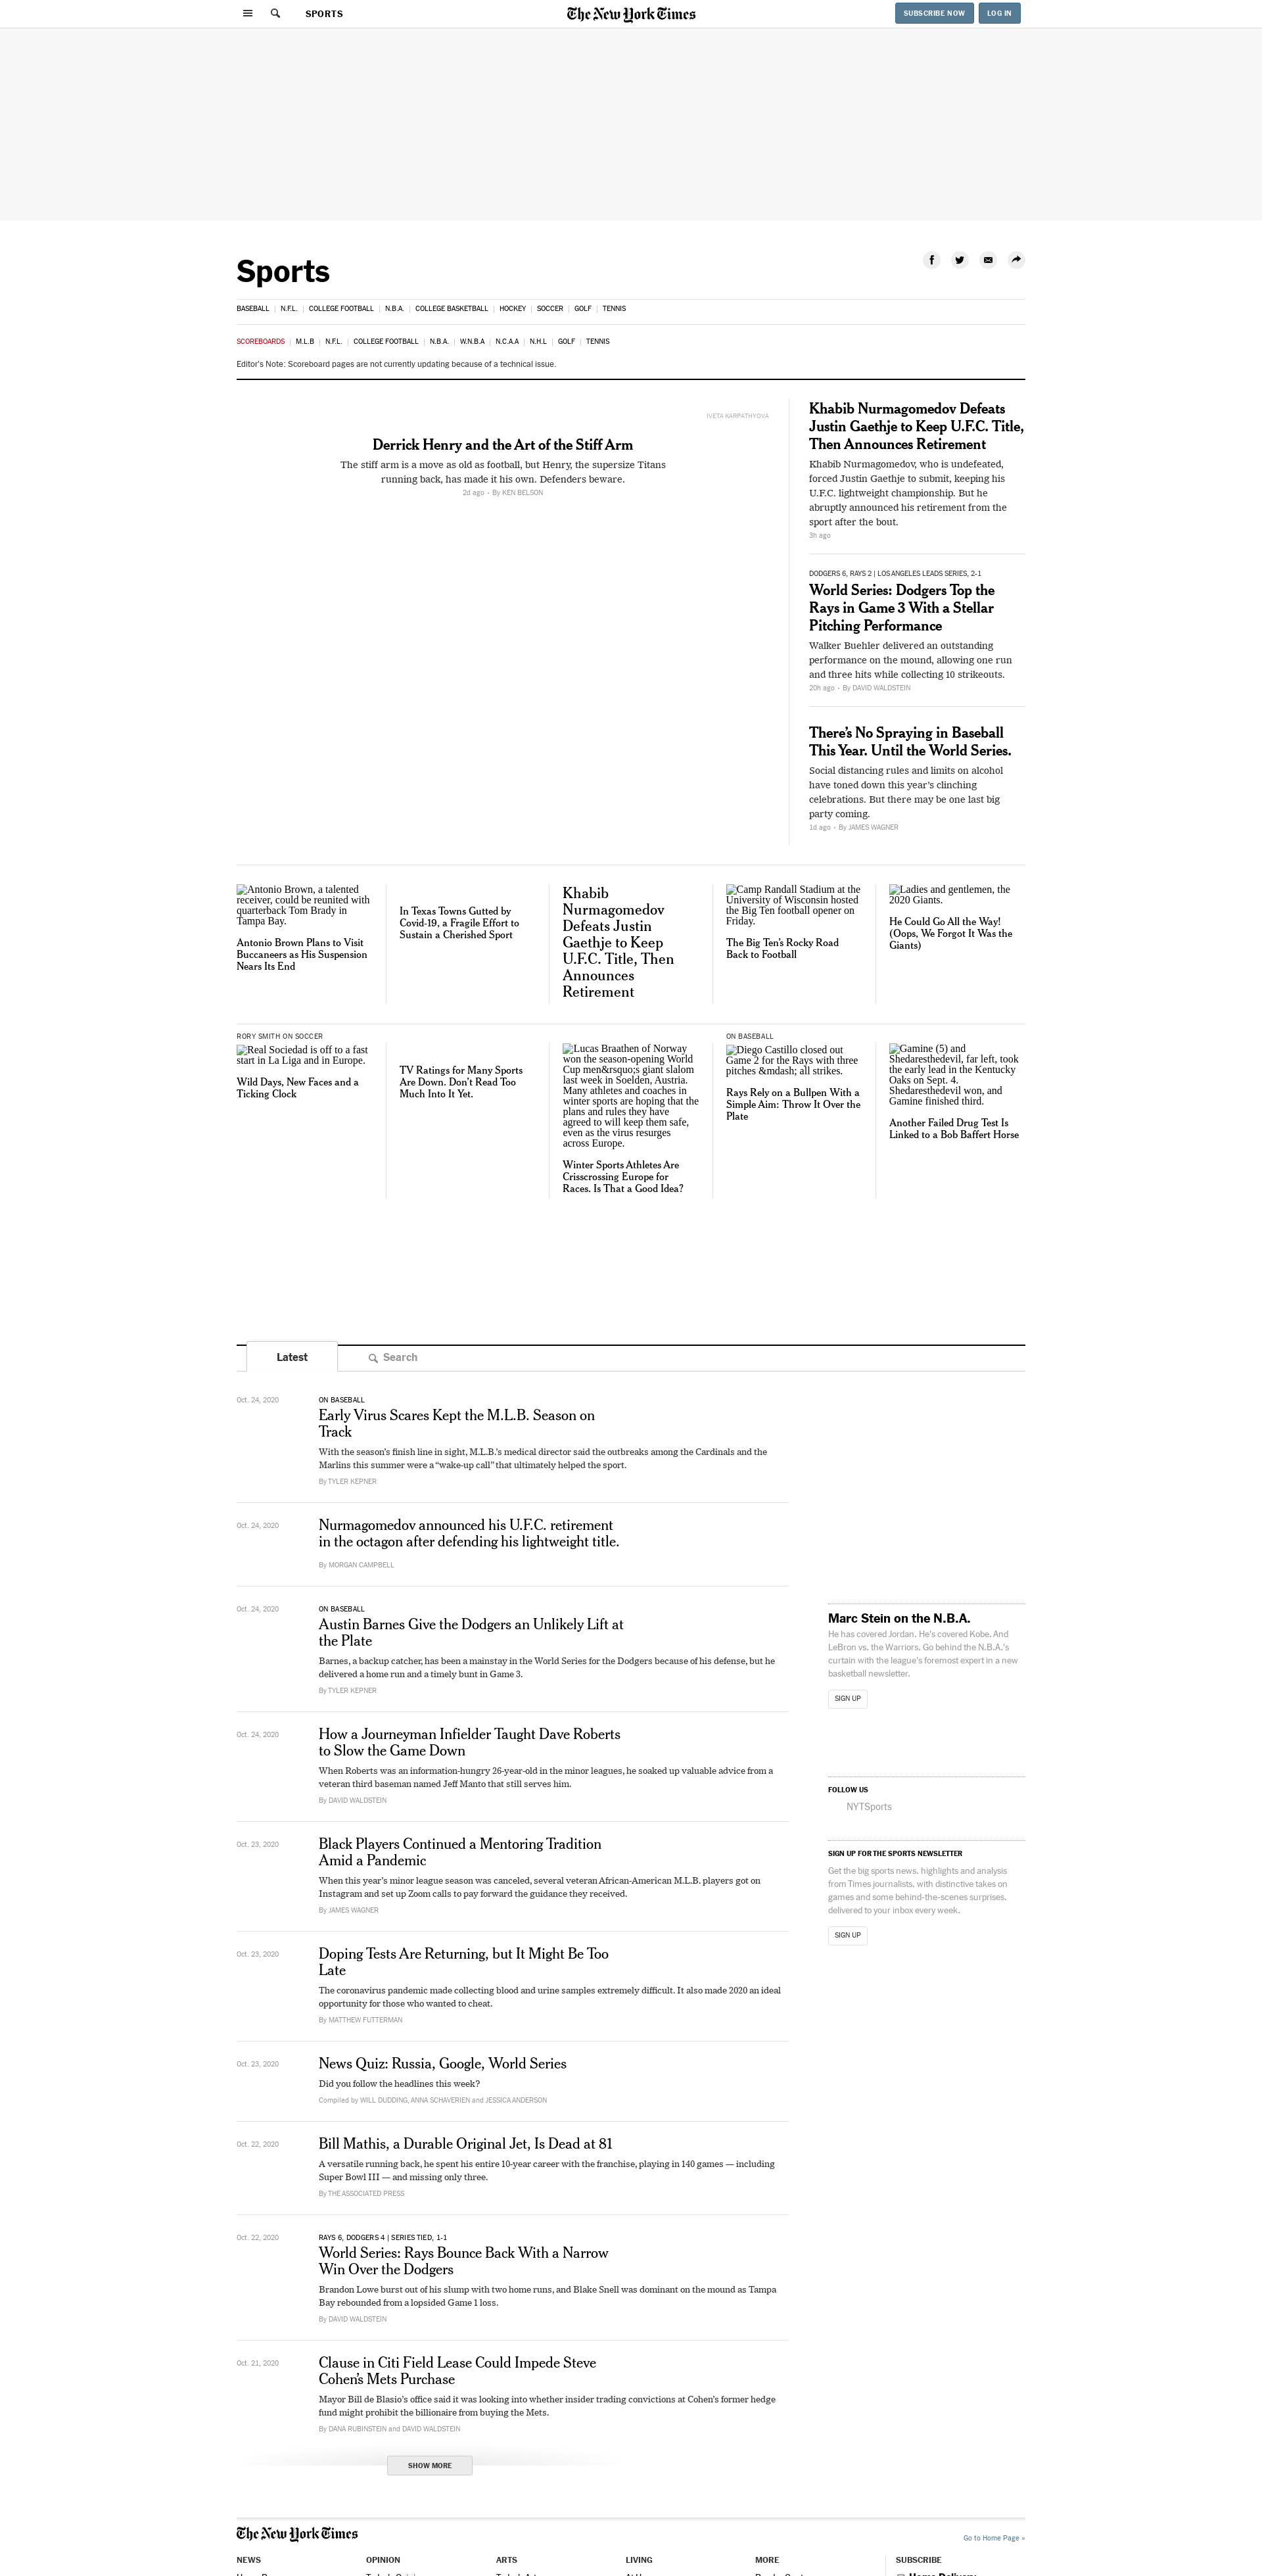 SPORTS
The New York Times
SUBSCRIBE NOW
LOG IN
Sports
BASEBALL | N.F.L. | COLLEGE FOOTBALL | N.B.A. | COLLEGE BASKETBALL | HOCKEY | SOCCER | GOLF | TENNIS
SCOREBOARDS | M.L.B | N.F.L. | COLLEGE FOOTBALL | N.B.A. | W.N.B.A | N.C.A.A | N.H.L | GOLF | TENNIS
Editor's Note: Scoreboard pages are not currently updating because of a technical issue.
IVETA KARPATHYOVA
Derrick Henry and the Art of the Stiff Arm
The stiff arm is a move as old as football, but Henry, the supersize Titans
running back, has made it his own. Defenders beware.
2d ago • By KEN BELSON
Khabib Nurmagomedov Defeats
Justin Gaethje to Keep U.F.C. Title,
Then Announces Retirement
Khabib Nurmagomedov, who is undefeated,
forced Justin Gaethje to submit, keeping his
U.F.C. lightweight championship. But he
abruptly announced his retirement from the
sport after the bout.
3h ago
DODGERS 6, RAYS 2 | LOS ANGELES LEADS SERIES, 2-1
World Series: Dodgers Top the
Rays in Game 3 With a Stellar
Pitching Performance
Walker Buehler delivered an outstanding
performance on the mound, allowing one run
and three hits while collecting 10 strikeouts.
20h ago • By DAVID WALDSTEIN
There's No Spraying in Baseball
This Year. Until the World Series.
Social distancing rules and limits on alcohol
have toned down this year's clinching
celebrations. But there may be one last big
party coming.
1d ago • By JAMES WAGNER
Antonio Brown, a talented
receiver, could be reunited with
quarterback Tom Brady in
Tampa Bay.
Antonio Brown Plans to Visit
Buccaneers as His Suspension
Nears Its End
In Texas Towns Gutted by
Covid-19, a Fragile Effort to
Sustain a Cherished Sport
Khabib
Nurmagomedov
Defeats Justin
Gaethje to Keep
U.F.C. Title, Then
Announces
Retirement
Camp Randall Stadium at the
University of Wisconsin hosted
the Big Ten football opener on
Friday.
The Big Ten's Rocky Road
Back to Football
Ladies and gentlemen, the
2020 Giants.
He Could Go All the Way!
(Oops, We Forgot It Was the
Giants)
RORY SMITH ON SOCCER
Real Sociedad is off to a fast
start in La Liga and in Europe.
Wild Days, New Faces and a
Ticking Clock
TV Ratings for Many Sports
Are Down. Don't Read Too
Much Into It Yet.
Lucas Braathen of Norway
won the season-opening World
Cup men&rsquo;s giant slalom
last week in Soelden, Austria.
Many athletes and coaches in
winter sports are hoping that the
plans and rules they have
agreed to will keep them safe,
even as the virus resurges
across Europe.
Winter Sports Athletes Are
Crisscrossing Europe for
Races. Is That a Good Idea?
ON BASEBALL
Diego Castillo closed out
Game 2 for the Rays with three
pitches &mdash; all strikes.
Rays Rely on a Bullpen With a
Simple Aim: Throw It Over the
Plate
Gamine (5) and
Shedaresthedevil, far left, took
the early lead in the Kentucky
Oaks on Sept. 4.
Shedaresthedevil won, and
Gamine finished third.
Another Failed Drug Test Is
Linked to a Bob Baffert Horse
Latest
Search
Oct. 24, 2020
ON BASEBALL
Early Virus Scares Kept the M.L.B. Season on
Track
With the season's finish line in sight, M.L.B.'s medical director said the outbreaks among the Cardinals and the
Marlins this summer were a "wake-up call" that ultimately helped the sport.
By TYLER KEPNER
Oct. 24, 2020
Nurmagomedov announced his U.F.C. retirement
in the octagon after defending his lightweight title.
By MORGAN CAMPBELL
Oct. 24, 2020
ON BASEBALL
Austin Barnes Give the Dodgers an Unlikely Lift at
the Plate
Barnes, a backup catcher, has been a mainstay in the World Series for the Dodgers because of his defense, but he
delivered a home run and a timely bunt in Game 3.
By TYLER KEPNER
Oct. 24, 2020
How a Journeyman Infielder Taught Dave Roberts
to Slow the Game Down
When Roberts was an information-hungry 26-year-old in the minor leagues, he soaked up valuable advice from a
veteran third baseman named Jeff Manto that still serves him.
By DAVID WALDSTEIN
Oct. 23, 2020
Black Players Continued a Mentoring Tradition
Amid a Pandemic
When this year's minor league season was canceled, several veteran African-American M.L.B. players got on
Instagram and set up Zoom calls to pay forward the guidance they received.
By JAMES WAGNER
Oct. 23, 2020
Doping Tests Are Returning, but It Might Be Too
Late
The coronavirus pandemic made collecting blood and urine samples extremely difficult. It also made 2020 an ideal
opportunity for those who wanted to cheat.
By MATTHEW FUTTERMAN
Oct. 23, 2020
News Quiz: Russia, Google, World Series
Did you follow the headlines this week?
Compiled by WILL DUDDING, ANNA SCHAVERIEN and JESSICA ANDERSON
Oct. 22, 2020
Bill Mathis, a Durable Original Jet, Is Dead at 81
A versatile running back, he spent his entire 10-year career with the franchise, playing in 140 games — including
Super Bowl III — and missing only three.
By THE ASSOCIATED PRESS
Oct. 22, 2020
RAYS 6, DODGERS 4 | SERIES TIED, 1-1
World Series: Rays Bounce Back With a Narrow
Win Over the Dodgers
Brandon Lowe burst out of his slump with two home runs, and Blake Snell was dominant on the mound as Tampa
Bay rebounded from a lopsided Game 1 loss.
By DAVID WALDSTEIN
Oct. 21, 2020
Clause in Citi Field Lease Could Impede Steve
Cohen's Mets Purchase
Mayor Bill de Blasio's office said it was looking into whether insider trading convictions at Cohen's former hedge
fund might prohibit the billionaire from buying the Mets.
By DANA RUBINSTEIN and DAVID WALDSTEIN
SHOW MORE
Marc Stein on the N.B.A.
He has covered Jordan. He's covered Kobe. And
LeBron vs. the Warriors. Go behind the N.B.A.'s
curtain with the league's foremost expert in a new
basketball newsletter.
SIGN UP
FOLLOW US
NYTSports
SIGN UP FOR THE SPORTS NEWSLETTER
Get the big sports news, highlights and analysis
from Times journalists, with distinctive takes on
games and some behind-the-scenes surprises,
delivered to your inbox every week.
SIGN UP
The New York Times
Go to Home Page »
NEWS
OPINION
ARTS
LIVING
MORE
SUBSCRIBE